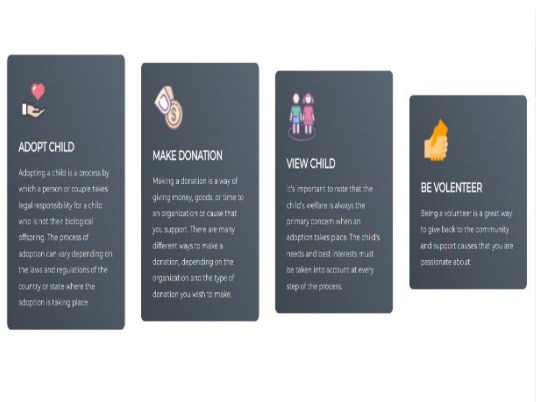 ADOPT CHILD
Adopting a child is a process by
which a person or couple takes
legal responsibility for a child
who is not their biological
offspring. The process of
adoption can vary depending on
the laws and regulations of the
country or state where the
adoption is taking place.
MAKE DONATION
Making a donation is a way of
giving money, goods, or time to
an organization or cause that
you support. There are many
different ways to make a
donation, depending on the
organization and the type of
donation you wish to make.
VIEW CHILD
It's important to note that the
child's welfare is always the
primary concern when an
adoption takes place. The child's
needs and best interests must
be taken into account at every
step of the process.
BE VOLENTEER
Being a volunteer is a great way
to give back to the community
and support causes that you are
passionate about.